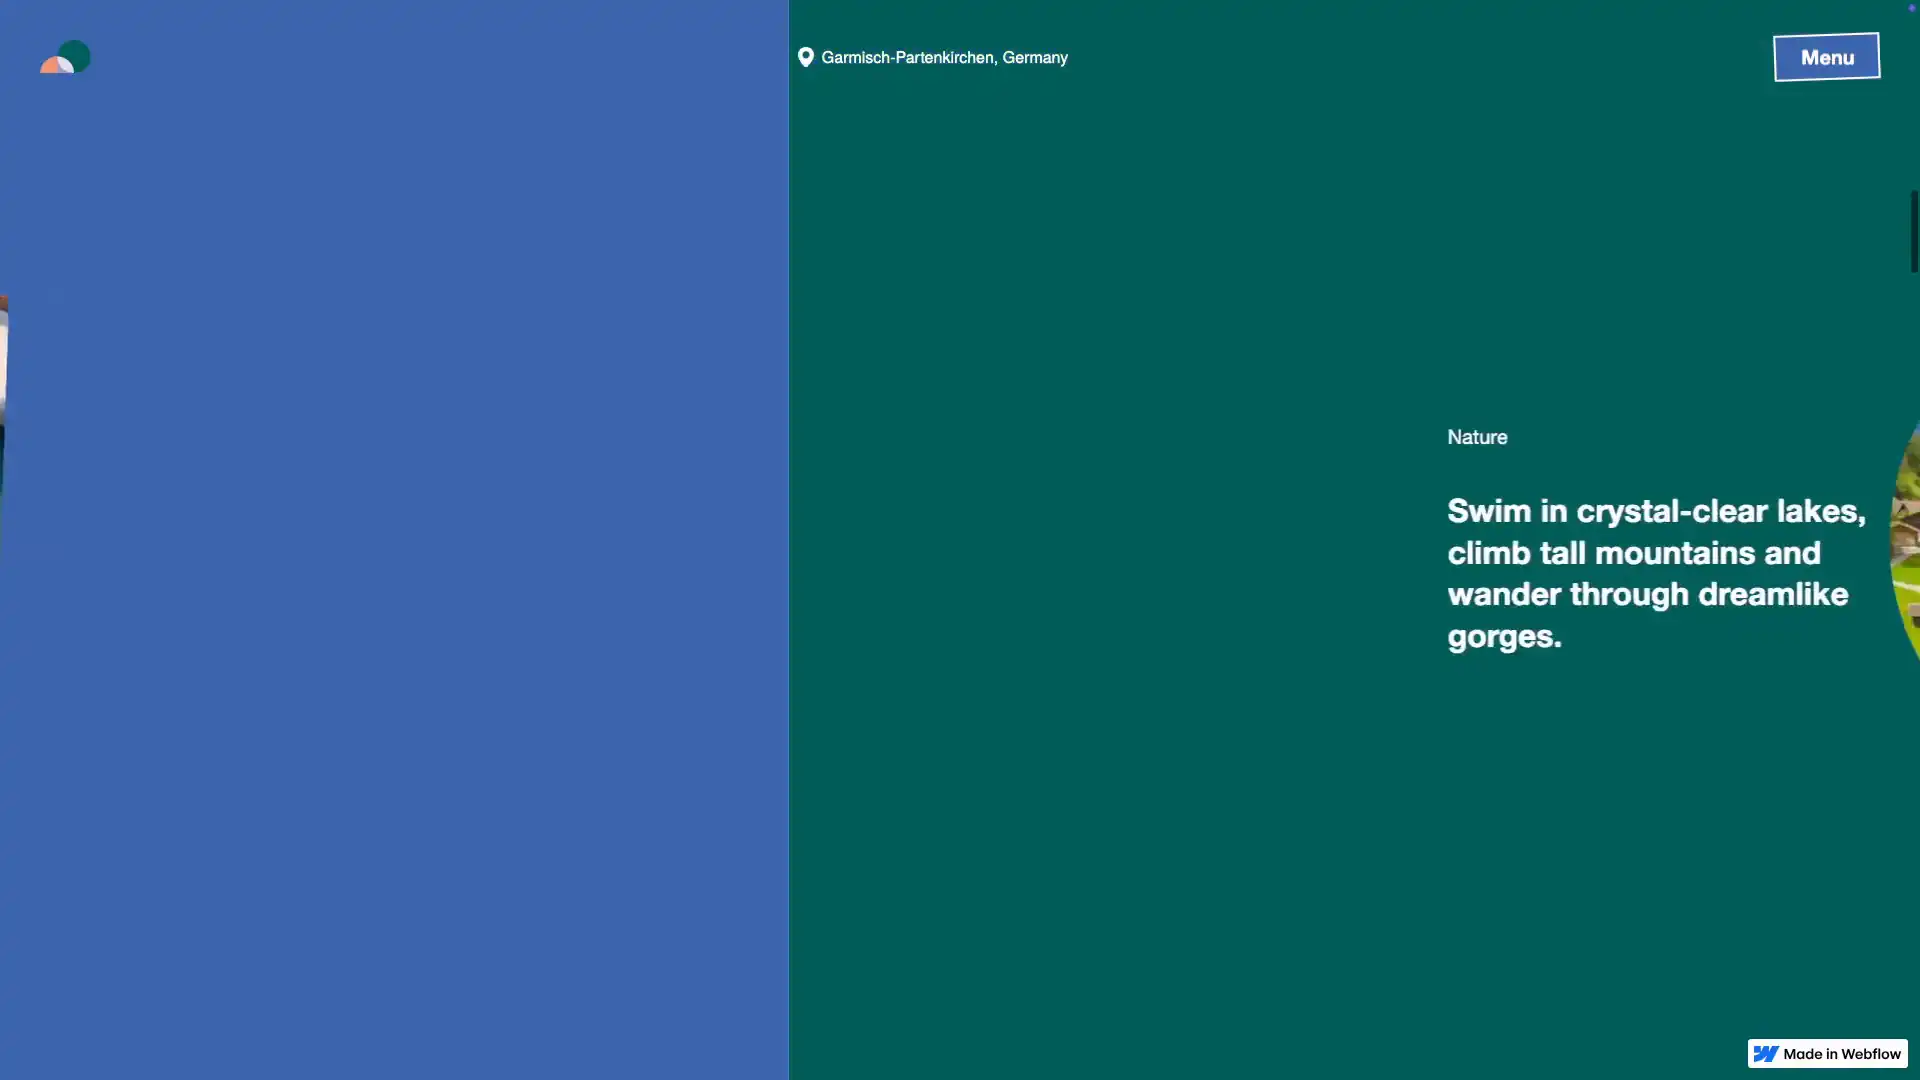 Garmisch-Partenkirchen, Germany
Menu
Nature
Swim in crystal-clear lakes,
climb tall mountains and
wander through dreamlike
gorges.
Made in Webflow